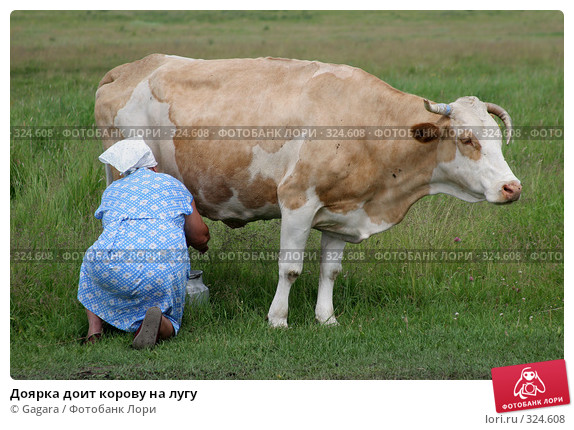 324.608 · ФОТОБАНК ЛОРИ · 324.608 · ФОТОБАНК ЛОРИ · 324.608 · ФОТОБАНК ЛОРИ · 324.608 · ФОТО
324.608 · ФОТОБАНК ЛОРИ · 324.608 · ФОТОБАНК ЛОРИ · 324.608 · ФОТОБАНК ЛОРИ · 324.608 · ФОТО
Доярка доит корову на лугу
© Gagara / Фотобанк Лори
ФОТОБАНК ЛОРИ
lori.ru / 324.608